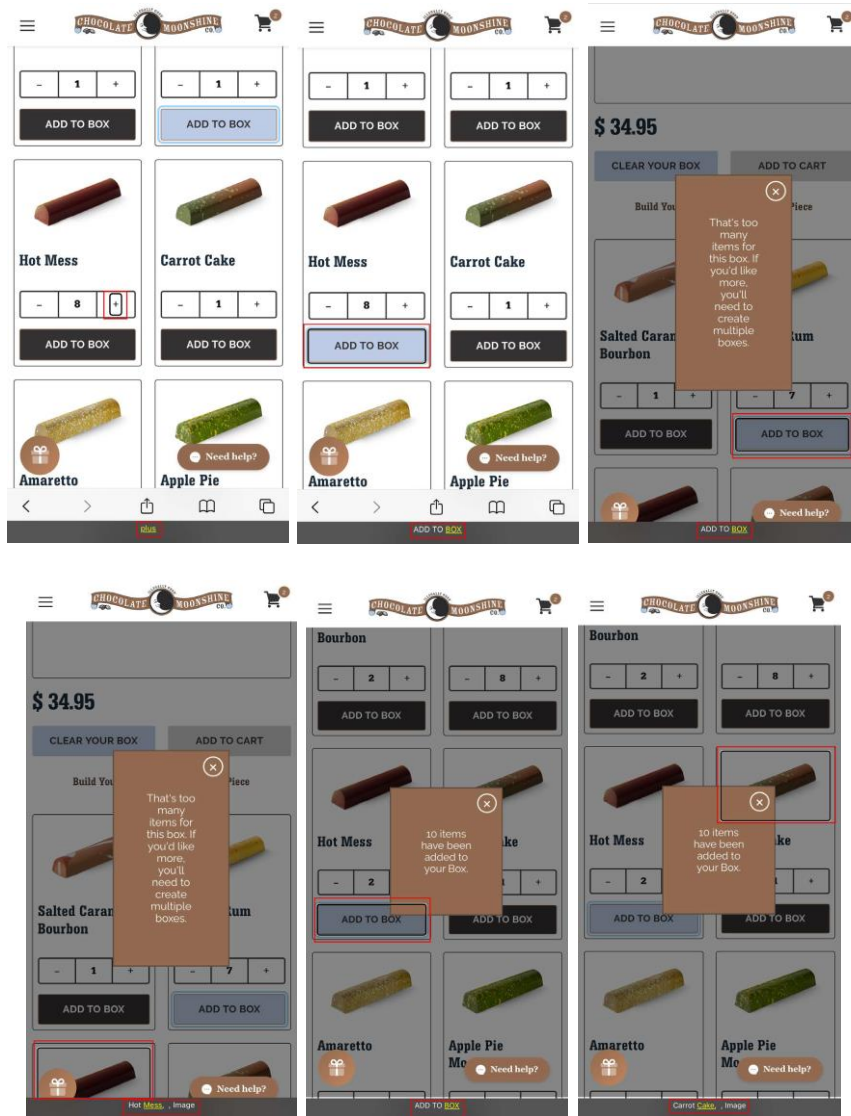 CHOCOLATE MOONSHINE CO. 2
- 1 + - 1 +
ADD TO BOX ADD TO BOX
Hot Mess Carrot Cake
- 8 + - 1 +
ADD TO BOX ADD TO BOX
Need help?
Amaretto Apple Pie
plus
CHOCOLATE MOONSHINE CO. 2
- 1 + - 1 +
ADD TO BOX ADD TO BOX
Hot Mess Carrot Cake
- 8 + - 1 +
ADD TO BOX ADD TO BOX
Need help?
Amaretto Apple Pie
ADD TO BOX
CHOCOLATE MOONSHINE CO.
$ 34.95
CLEAR YOUR BOX ADD TO CART
Build You Piece
That's too
many
items for
this box. If
you'd like
more,
you'll
need to
create
multiple
boxes.
Salted Caram um
Bourbon
- 1 + - 7 +
ADD TO BOX ADD TO BOX
Need help?
ADD TO BOX
CHOCOLATE MOONSHINE CO. 2
$ 34.95
CLEAR YOUR BOX ADD TO CART
Build You Piece
That's too
many
items for
this box. If
you'd like
more,
you'll
need to
create
multiple
boxes.
Salted Caram um
Bourbon
- 1 + - 7 +
ADD TO BOX ADD TO BOX
Need help?
Hot Mess, , Image
CHOCOLATE MOONSHINE CO. 2
Bourbon
- 2 + - 8 +
ADD TO BOX ADD TO BOX
10 items
have been
added to
your Box.
Hot Mess ke
- 2 +
ADD TO BOX ADD TO BOX
Amaretto Apple Pie
Mo
Need help?
ADD TO BOX
CHOCOLATE MOONSHINE CO. 2
Bourbon
- 2 + - 8 +
ADD TO BOX ADD TO BOX
10 items
have been
added to
your Box.
Hot Mess ke
- 2 +
ADD TO BOX ADD TO BOX
Amaretto Apple Pie
Mo
Need help?
Carrot Cake, , Image